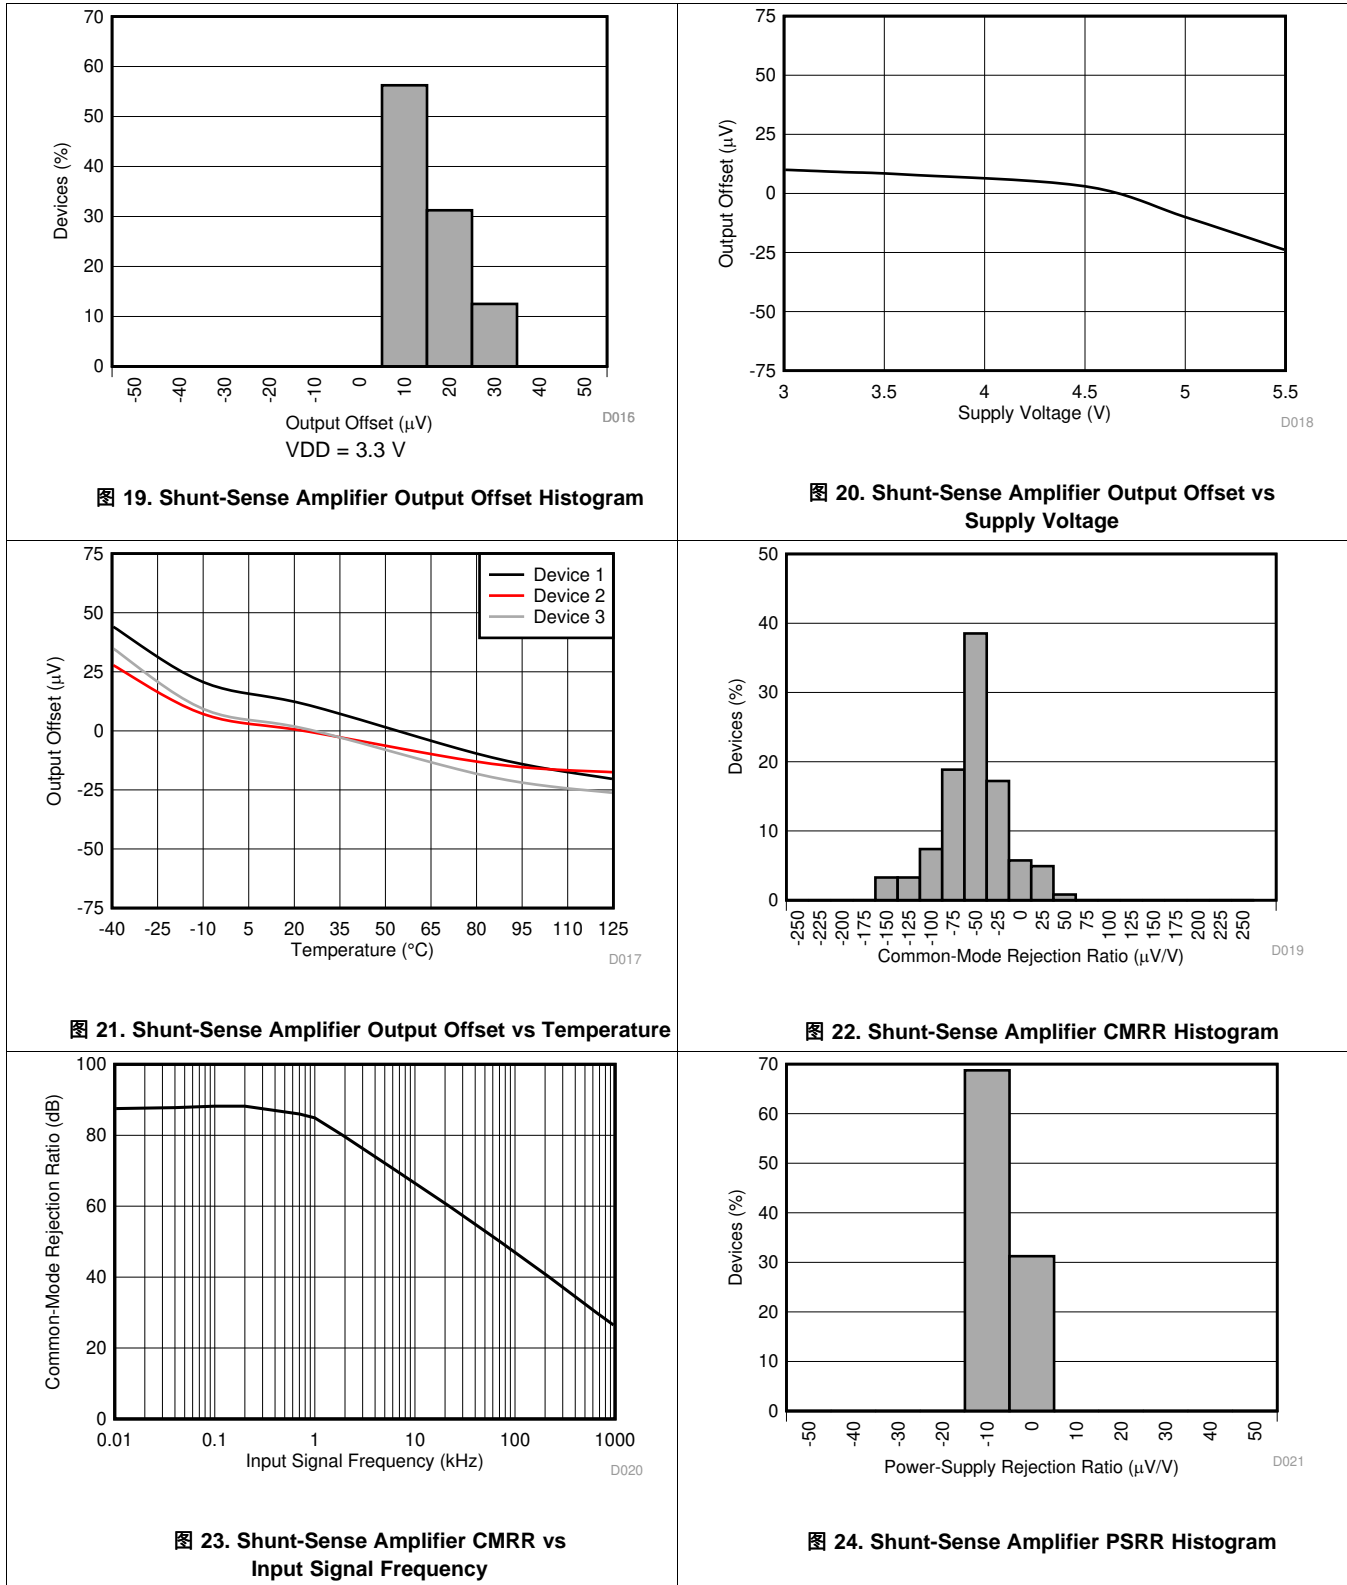 70
60
50
40
30
20
10
0
Devices (%)
-50 -40 -30 -20 -10 0 10 20 30 40 50
Output Offset (μV)
D016
VDD = 3.3 V
图 19. Shunt-Sense Amplifier Output Offset Histogram
75
50
25
0
-25
-50
-75
Output Offset (μV)
3 3.5 4 4.5 5 5.5
Supply Voltage (V)
D018
图 20. Shunt-Sense Amplifier Output Offset vs
Supply Voltage
75
50
25
0
-25
-50
-75
Output Offset (μV)
Device 1
Device 2
Device 3
-40 -25 -10 5 20 35 50 65 80 95 110 125
Temperature (°C)
D017
图 21. Shunt-Sense Amplifier Output Offset vs Temperature
50
40
30
20
10
0
Devices (%)
-250 -225 -200 -175 -150 -125 -100 -75 -50 -25 0 25 50 75 100 125 150 175 200 225 250
Common-Mode Rejection Ratio (μV/V)
D019
图 22. Shunt-Sense Amplifier CMRR Histogram
100
80
60
40
20
0
Common-Mode Rejection Ratio (dB)
0.01 0.1 1 10 100 1000
Input Signal Frequency (kHz)
D020
图 23. Shunt-Sense Amplifier CMRR vs
Input Signal Frequency
70
60
50
40
30
20
10
0
Devices (%)
-50 -40 -30 -20 -10 0 10 20 30 40 50
Power-Supply Rejection Ratio (μV/V)
D021
图 24. Shunt-Sense Amplifier PSRR Histogram